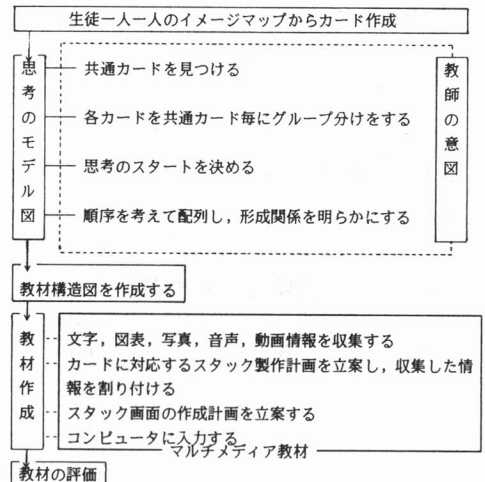 生徒一人一人のイメージマップからカード作成
思考のモデル図
共通カードを見つける
各カードを共通カード毎にグループ分けをする
思考のスタートを決める
順序を考えて配列し，形成関係を明らかにする
教師の意図
教材構造図を作成する
教材作成
文字，図表，写真，音声，動画情報を収集する
カードに対応するスタック製作計画を立案し，収集した情
報を割り付ける
スタック画面の作成計画を立案する
コンピュータに入力する
マルチメディア教材
教材の評価